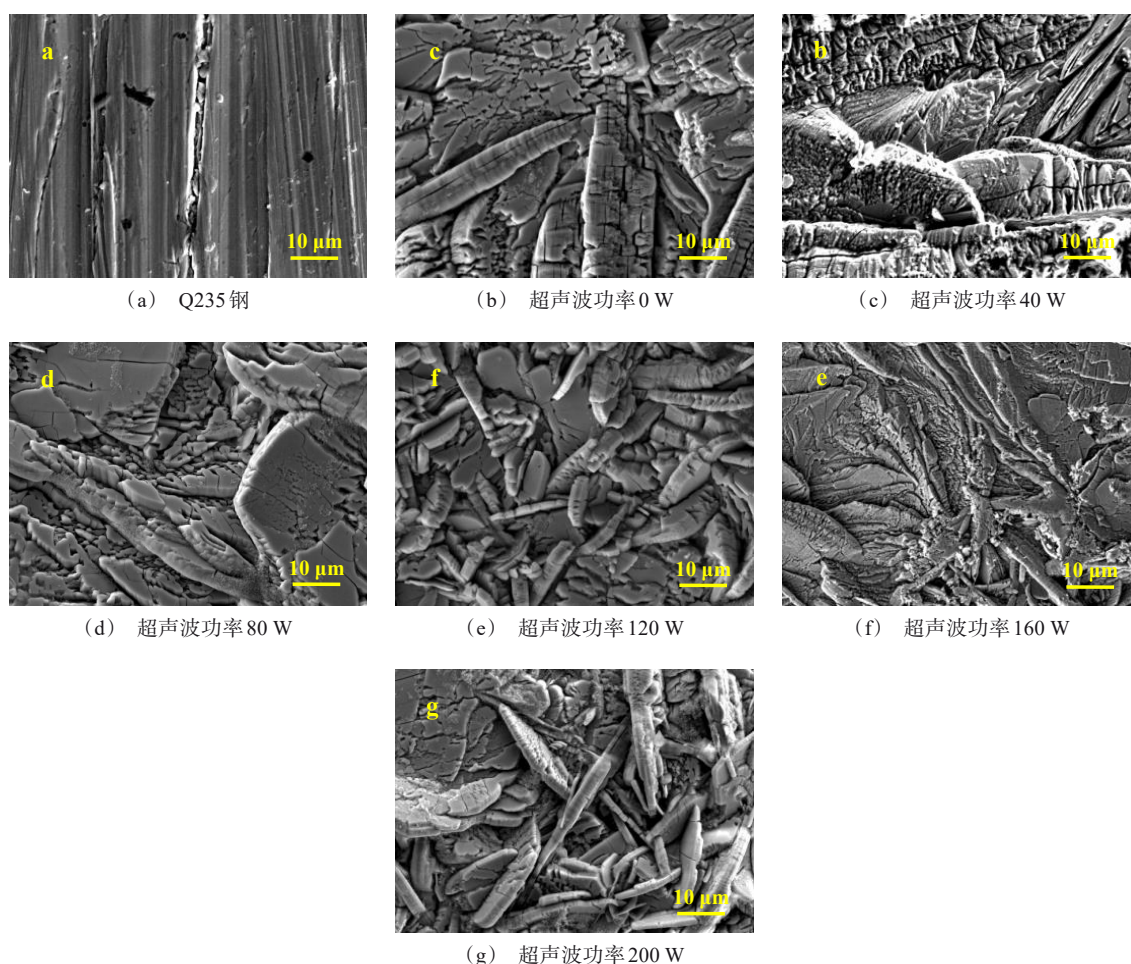 a
c
b
10 μm
10 μm
10 μm
(a) Q235钢
(b) 超声波功率0 W
(c) 超声波功率40 W
d
f
e
10 μm
10 μm
10 μm
(d) 超声波功率80 W
(e) 超声波功率120 W
(f) 超声波功率160 W
g
10 μm
(g) 超声波功率200 W